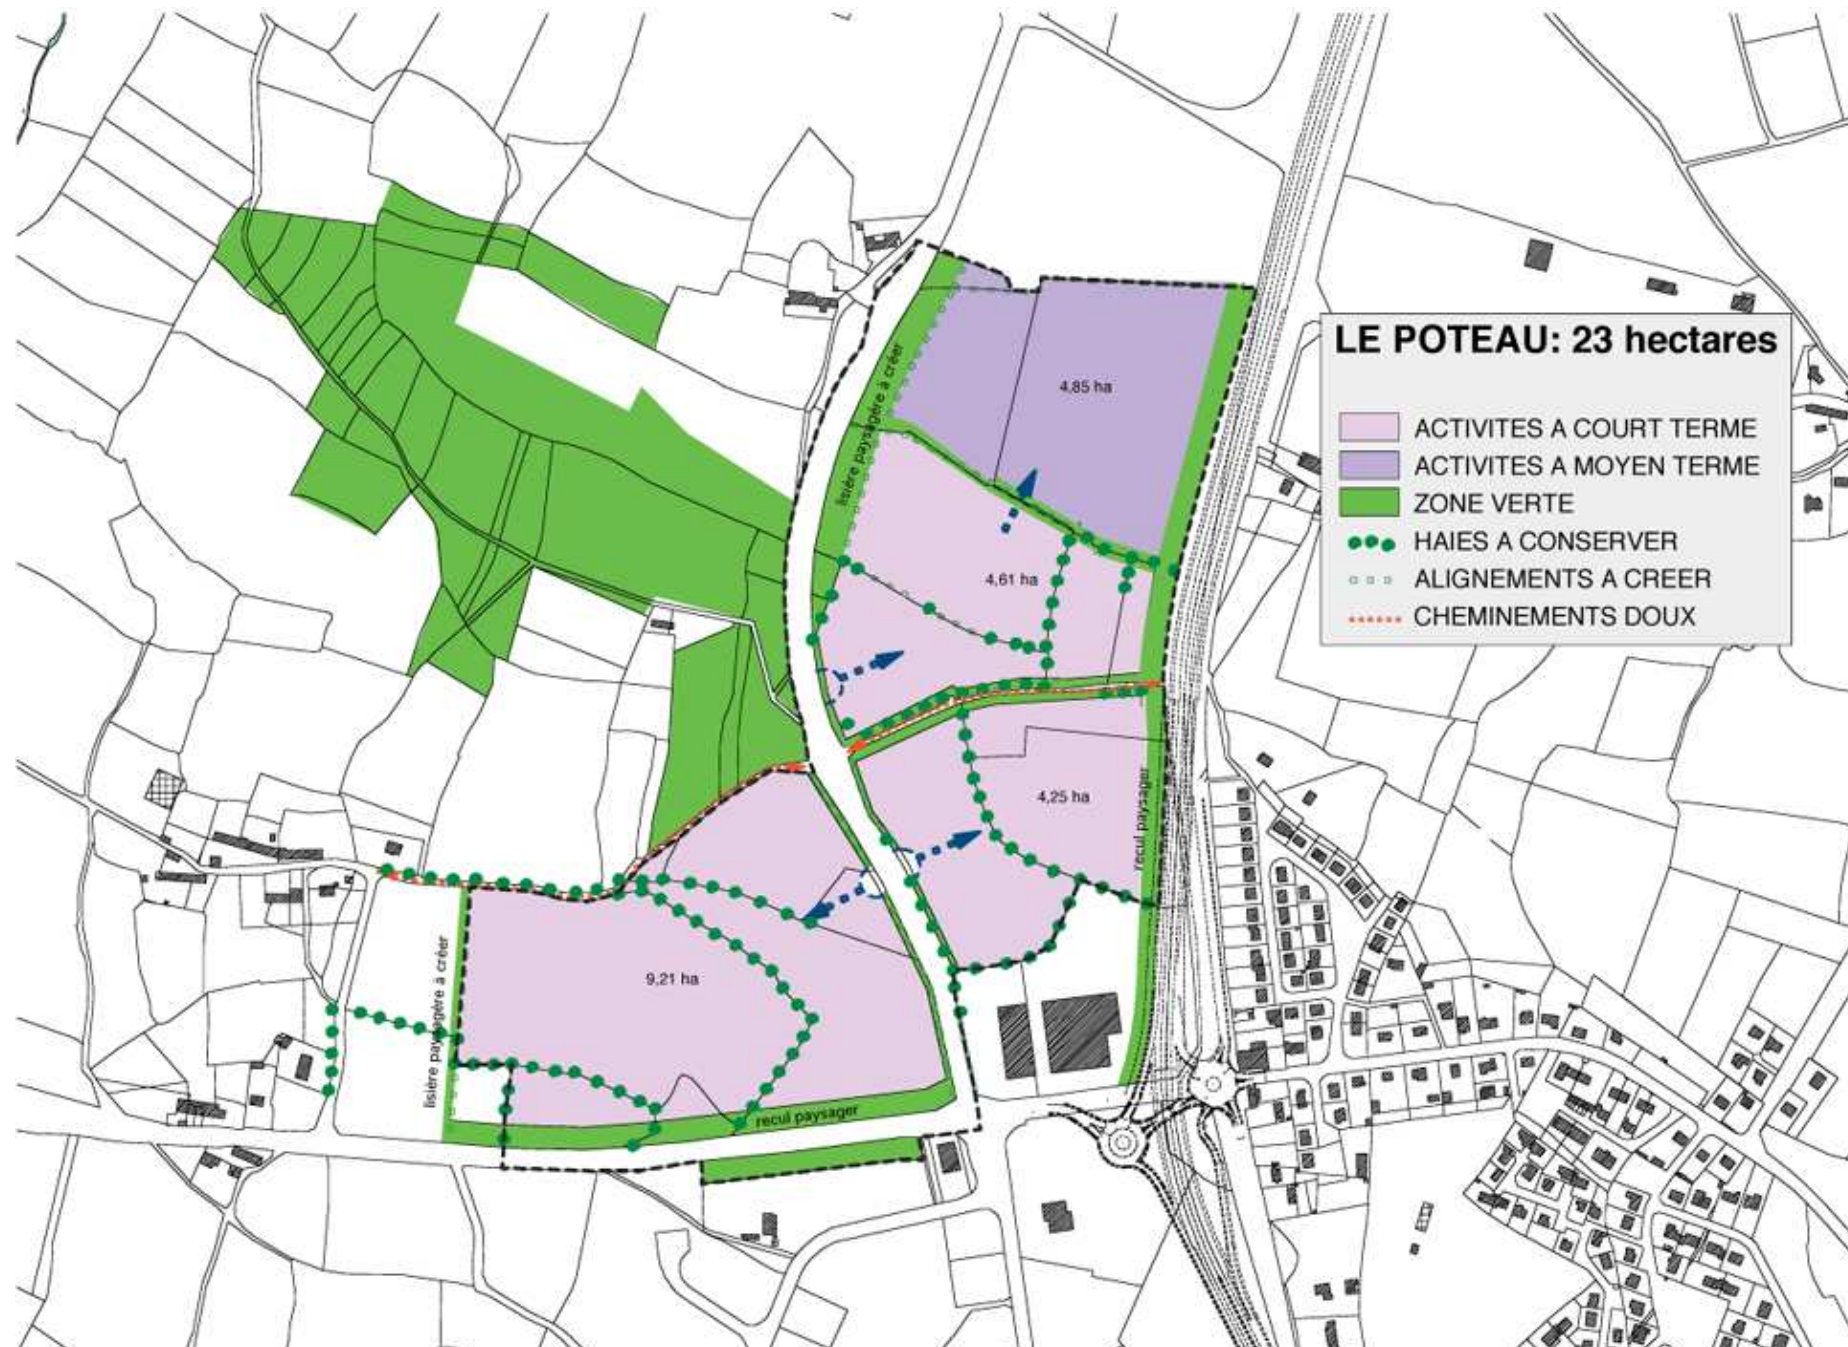 LE POTEAU: 23 hectares
ACTIVITES A COURT TERME
ACTIVITES A MOYEN TERME
ZONE VERTE
HAIES A CONSERVER
ALIGNEMENTS A CREER
CHEMINEMENTS DOUX
lisière paysagère à créer
4,85 ha
4,61 ha
4,25 ha
recul paysager
9,21 ha
lisière paysagère à créer
recul paysager